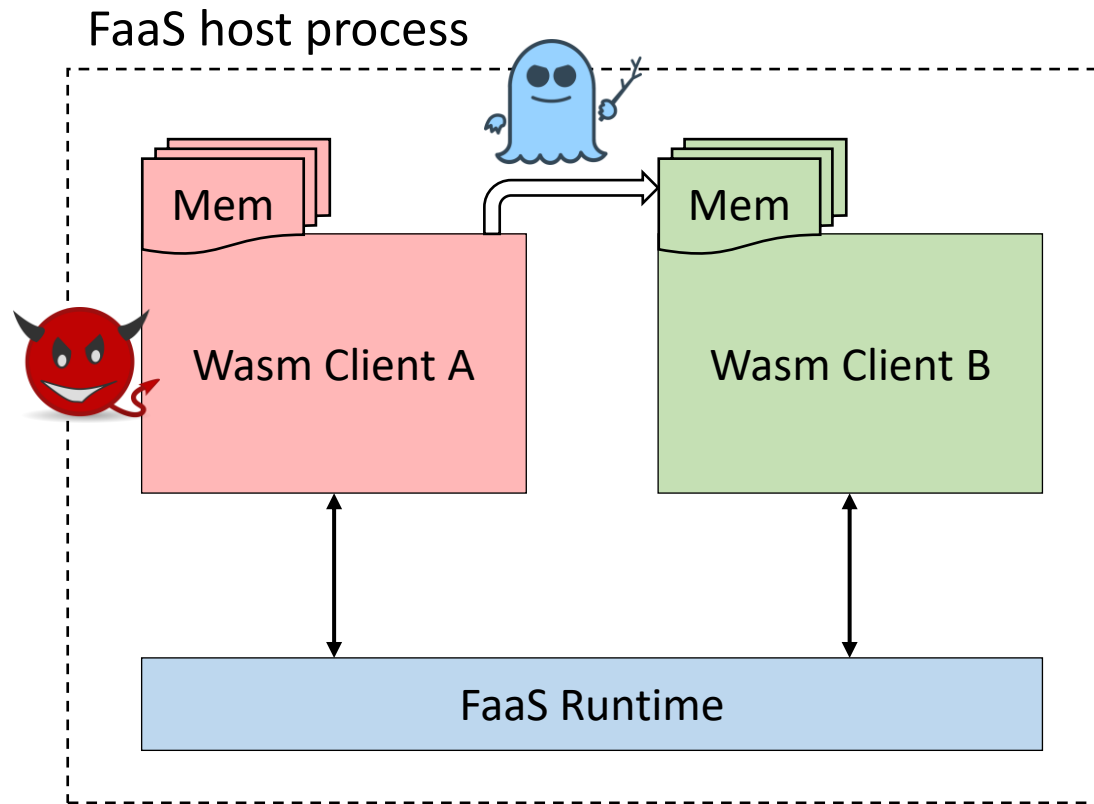 FaaS host process
Mem
Mem
Wasm Client A
Wasm Client B
FaaS Runtime